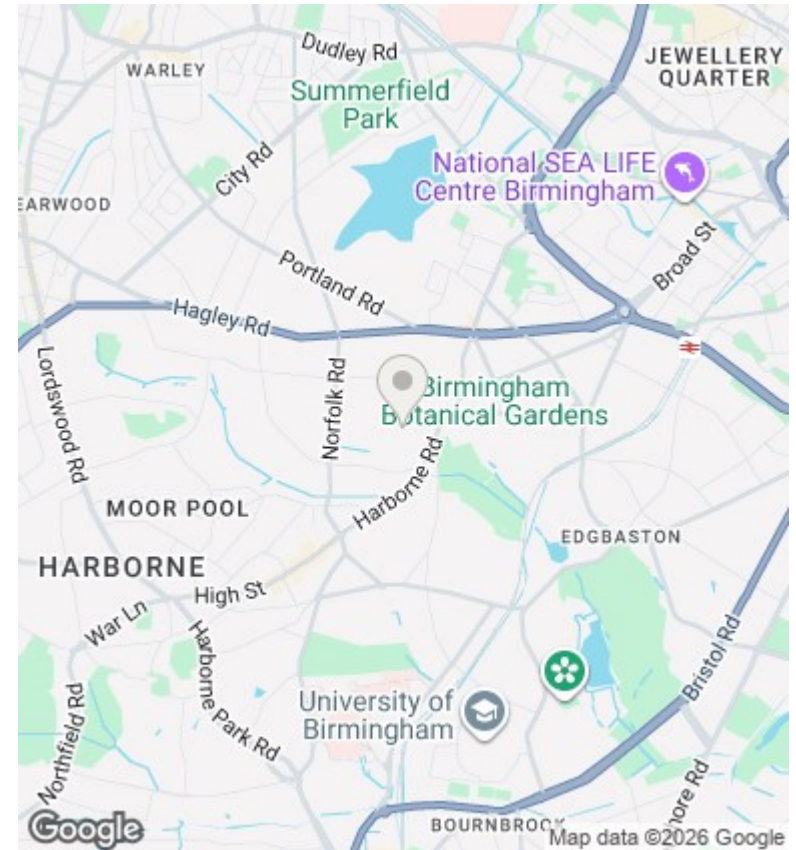 Dudley Rd
WARLEY
JEWELLERY
QUARTER
Summerfield
Park
National SEA LIFE
Centre Birmingham
City Rd
EARWOOD
Broad St
Portland Rd
Hagley Rd
Lordswood Rd
Norfolk Rd
Birmingham
Botanical Gardens
Harborne Rd
MOOR POOL
EDGBASTON
HARBORNE
High St
War Ln
Harborne Park Rd
Bristol Rd
University of
Birmingham
Northfield Rd
hore Rd
BOURNBROOK
Google
Map data ©2026 Google